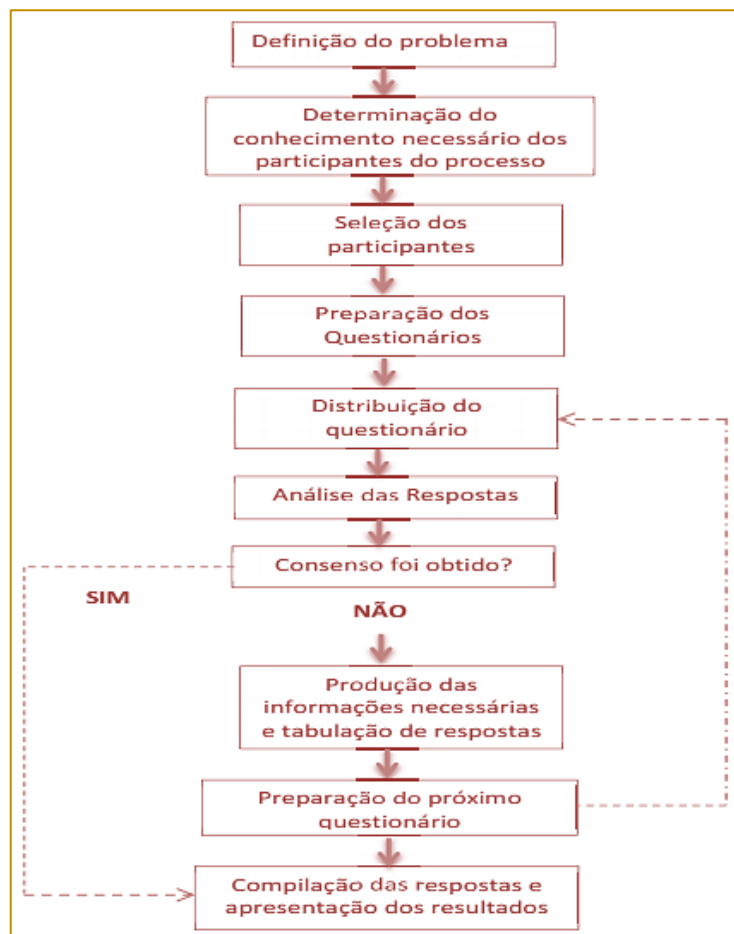 Definição do problema
Determinação do
conhecimento necessário dos
participantes do processo
Seleção dos
participantes
Preparação dos
Questionários
Distribuição do
questionário
Análise das Respostas
Consenso foi obtido?
SIM
NÃO
Produção das
informações necessárias
e tabulação de respostas
Preparação do próximo
questionário
Compilação das respostas e
apresentação dos resultados